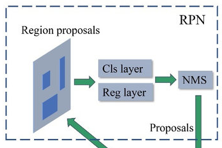 RPN
Region proposals
Cls layer
Reg layer
NMS
Proposals